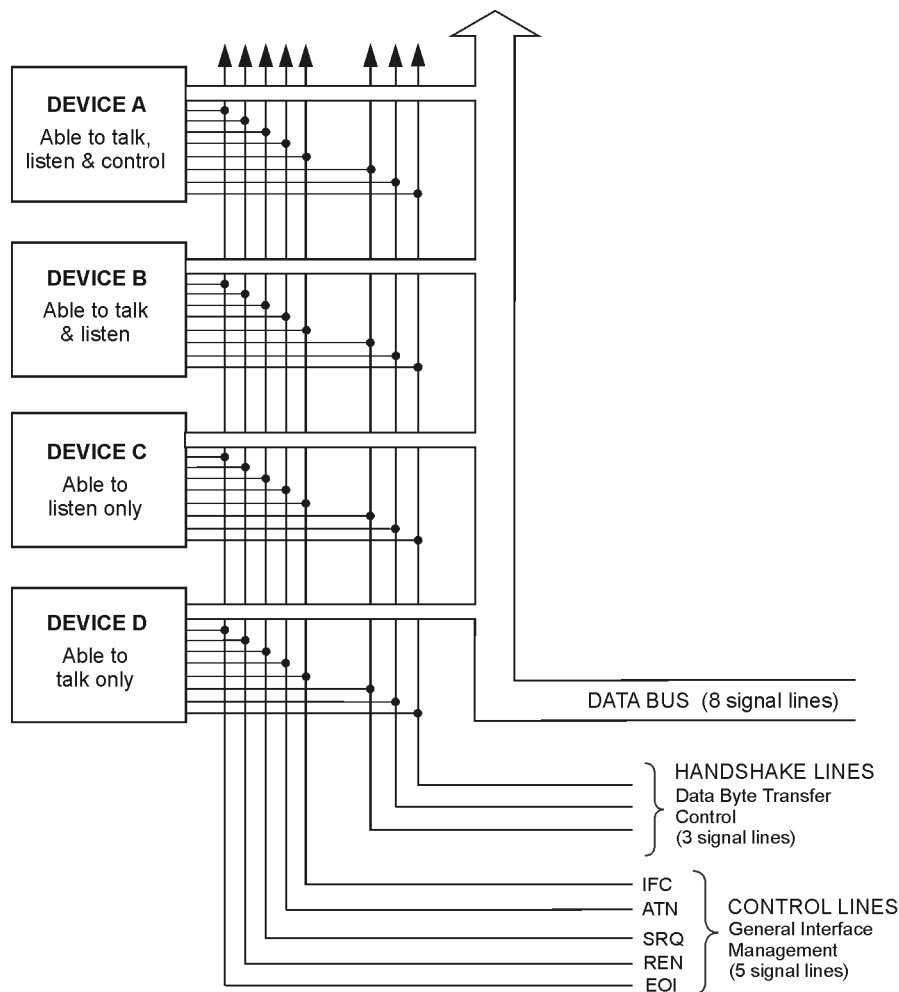 DEVICE A
Able to talk,
listen & control
DEVICE B
Able to talk
& listen
DEVICE C
Able to
listen only
DEVICE D
Able to
talk only
DATA BUS (8 signal lines)
HANDSHAKE LINES
Data Byte Transfer
Control
(3 signal lines)
IFC
ATN
SRQ
REN
EOI
CONTROL LINES
General Interface
Management
(5 signal lines)